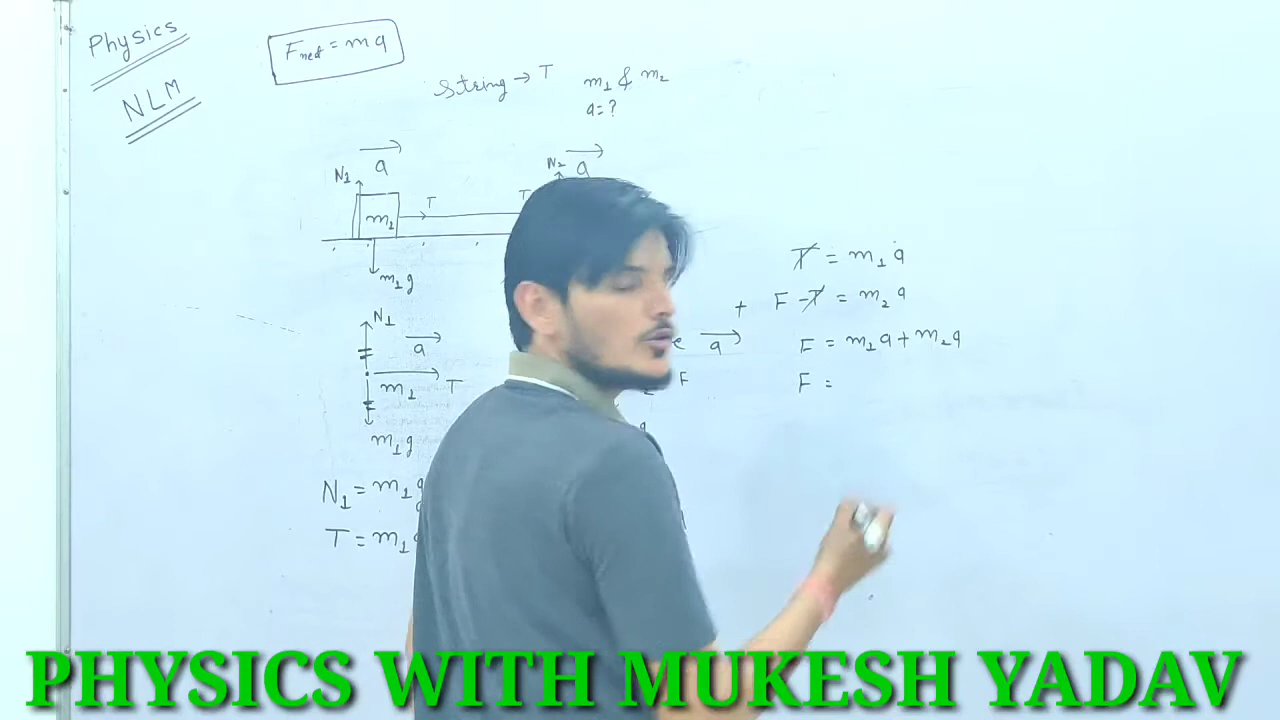 Physics
NLM
Fnet = ma
String → T
m₁ & m₂
a = ?
a
a
N₁
N₂
T
T
m₁
m₁g
N₁
a
m₁
T
m₁g
N₁ = m₁g
T = m₁
a
F
g
T = m₁a
+ F - T = m₂a
F = m₁a + m₂a
F =
PHYSICS WITH MUKESH YADAV